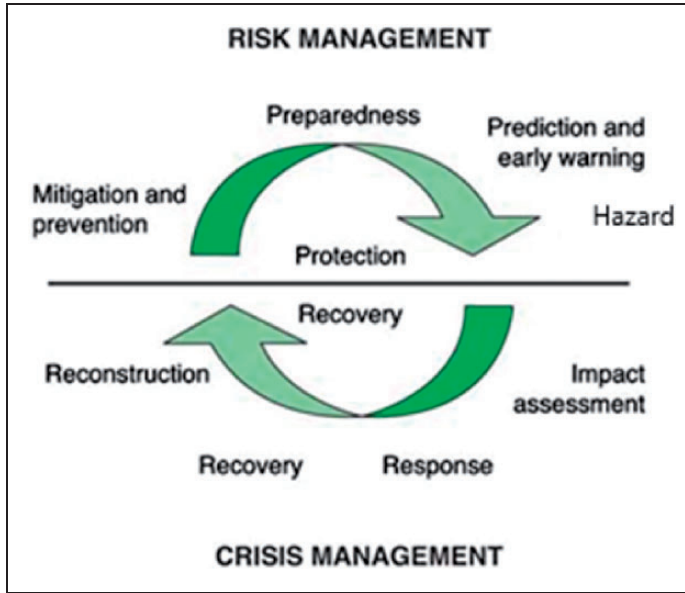 RISK MANAGEMENT
Preparedness
Prediction and
early warning
Mitigation and
prevention
Hazard
Protection
Recovery
Reconstruction
Impact
assessment
Recovery
Response
CRISIS MANAGEMENT